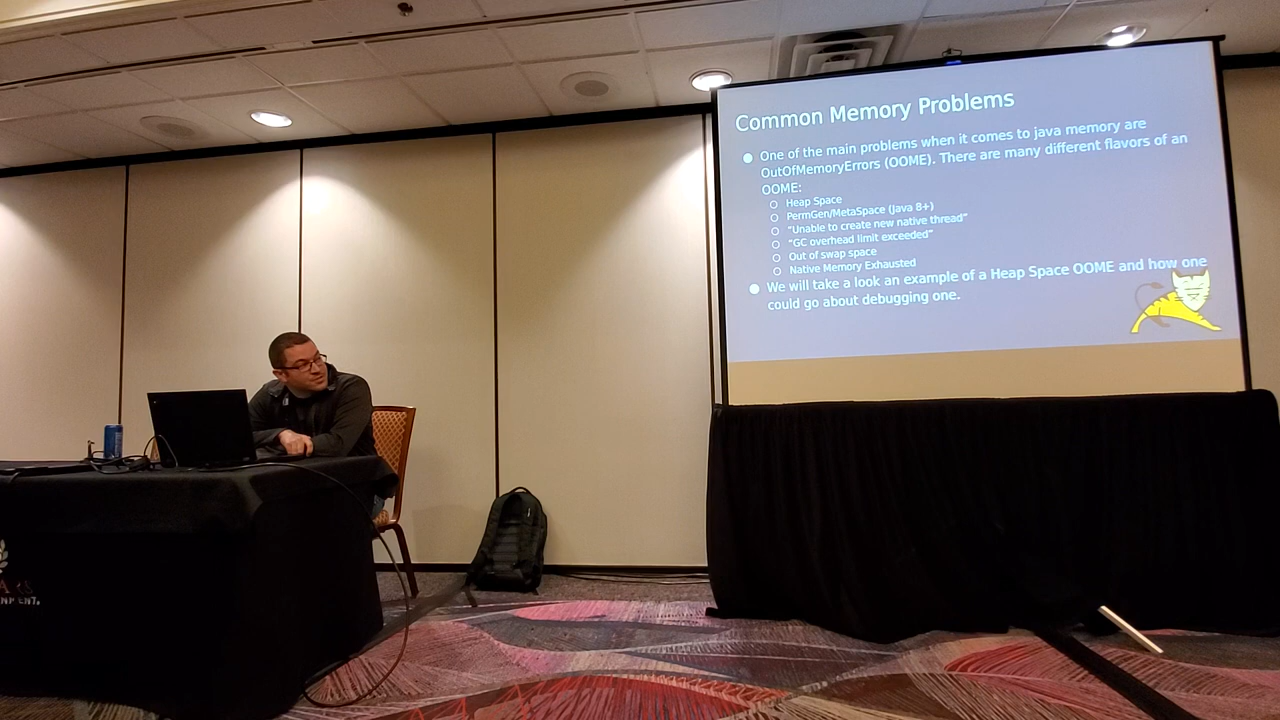 Common Memory Problems
One of the main problems when it comes to java memory are
OutOfMemoryErrors (OOME). There are many different flavors of an
OOME:
Heap Space
PermGen/MetaSpace (Java 8+)
"Unable to create new native thread"
"GC overhead limit exceeded"
Out of swap space
Native Memory Exhausted
We will take a look an example of a Heap Space OOME and how one
could go about debugging one.